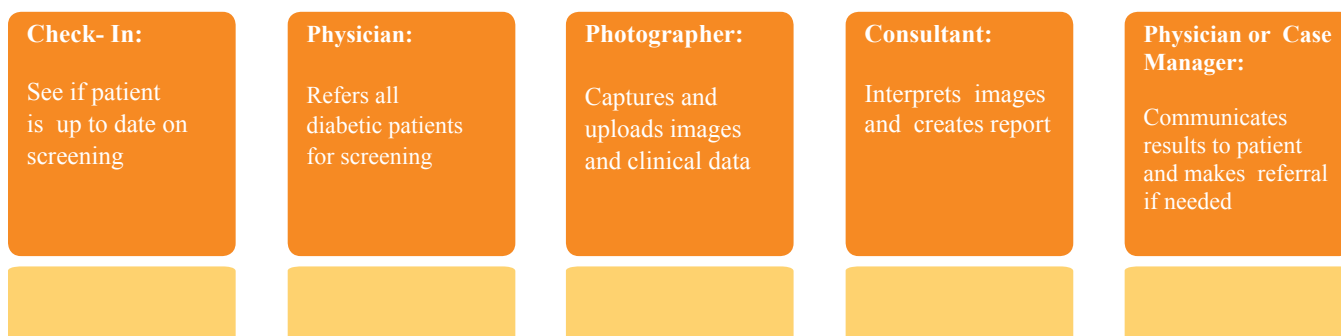 Check- In:
See if patient
is up to date on
screening
Physician:
Refers all
diabetic patients
for screening
Photographer:
Captures and
uploads images
and clinical data
Consultant:
Interprets images
and creates report
Physician or Case
Manager:
Communicates
results to patient
and makes referral
if needed